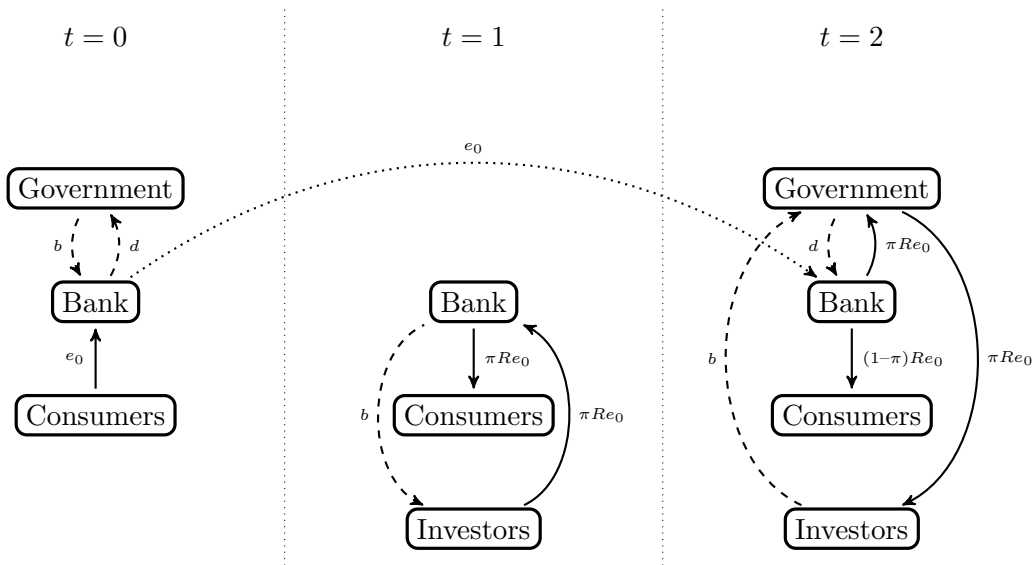 t = 0
t = 1
t = 2
e₀
Government
Government
b
d
d
πRe₀
Bank
Bank
Bank
e₀
πRe₀
(1–π)Re₀
b
πRe₀
Consumers
Consumers
Consumers
b
πRe₀
Investors
Investors